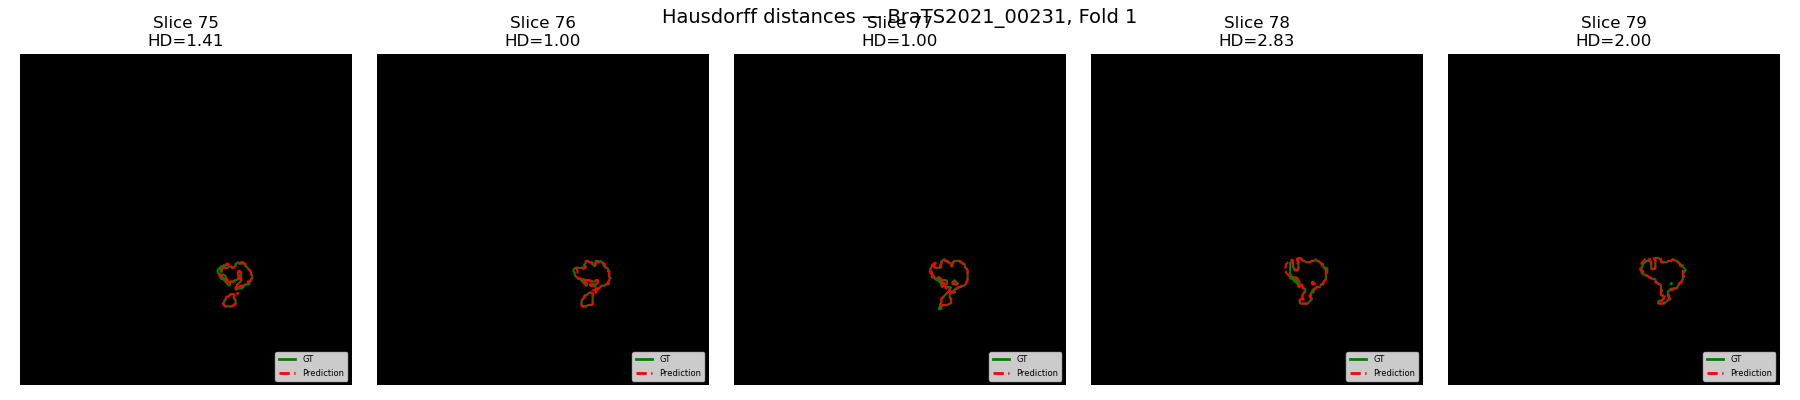 Hausdorff distances — BraTS2021_00231, Fold 1
Slice 75
HD=1.41
Slice 76
HD=1.00
Slice 77
HD=1.00
Slice 78
HD=2.83
Slice 79
HD=2.00
GT
Prediction
GT
Prediction
GT
Prediction
GT
Prediction
GT
Prediction